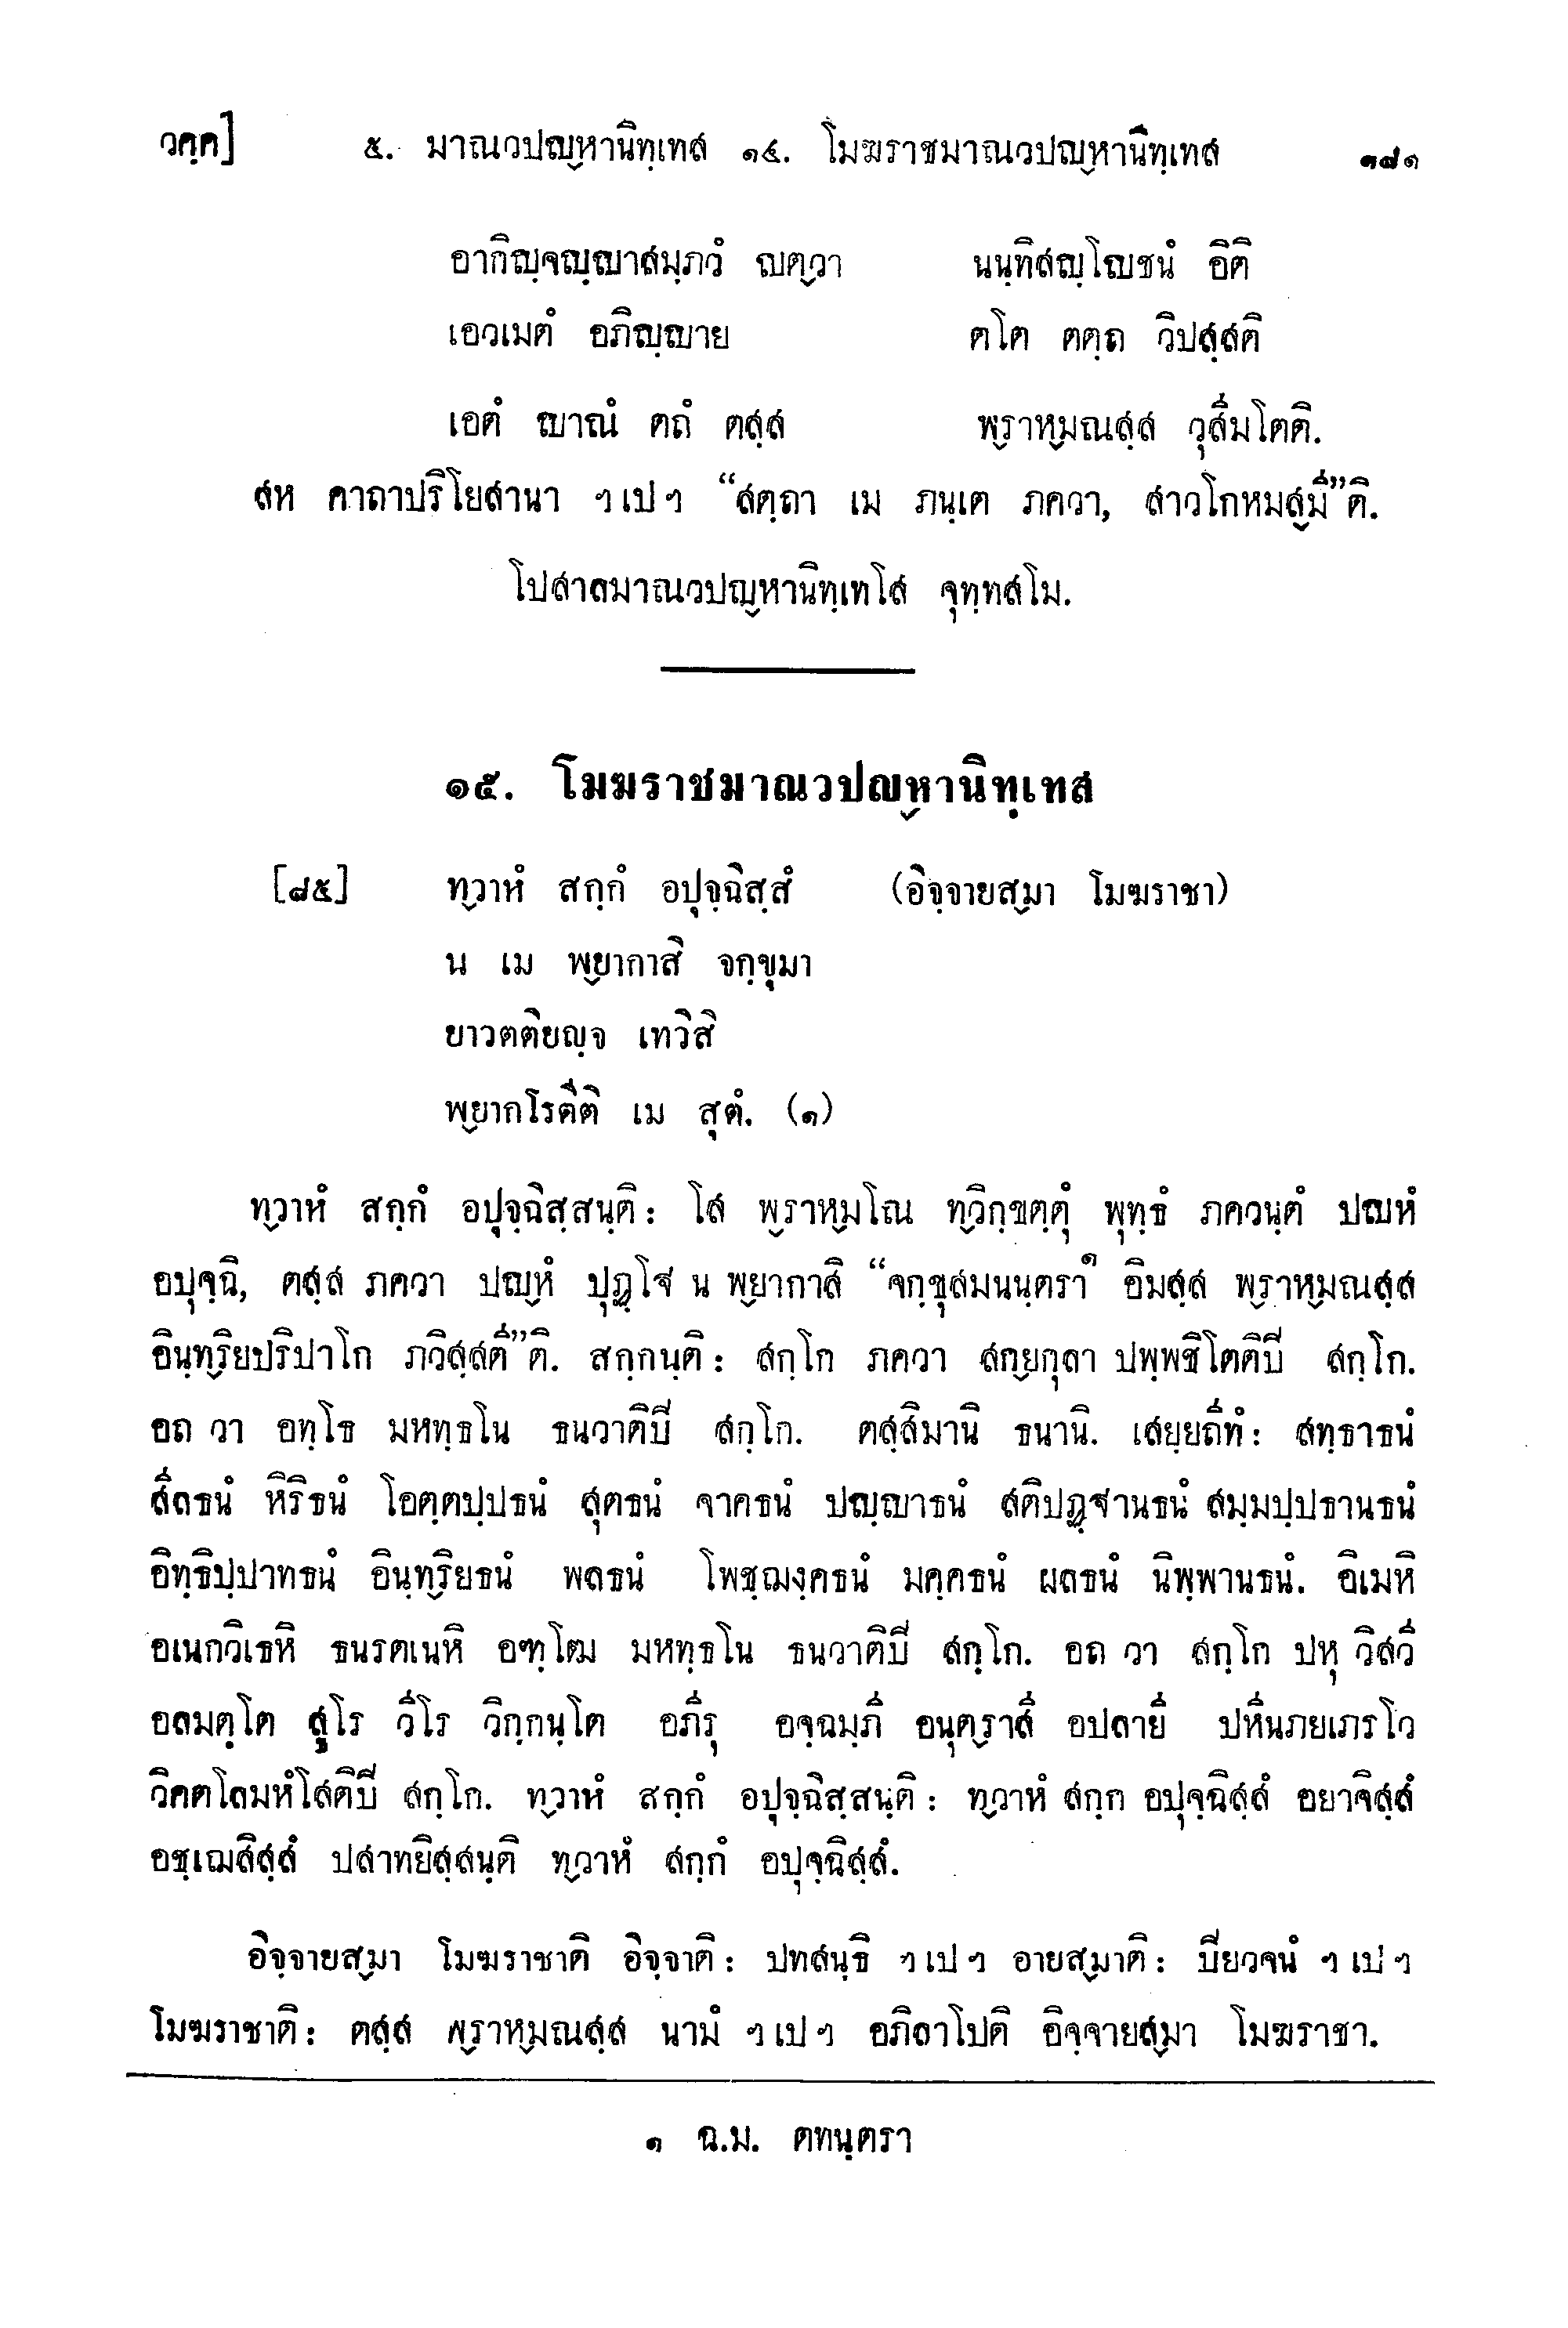 วคฺค] ๕. มาณวปญฺหานิทฺเทส ๑๕. โมฆราชมาณวปญฺหานิทฺเทส ๑๘๑
อากิญฺจญฺญาสมฺภวํ ญตฺวา นนฺทิสญฺโญชนํ อิติ
เอวเมตํ อภิญฺญาย ตโต ตตฺถ วิปสฺสติ
เอตํ ญาณํ ตถํ ตสฺส พฺราหฺมณสฺส วุสีมโตติ.
สห คาถาปริโยสานา ฯเปฯ “สตฺถา เม ภนฺเต ภควา, สาวโกหมสฺมี”ติ.
โปสาลมาณวปญฺหานิทฺเทโส จุทฺทสโม.
๑๕. โมฆราชมาณวปญฺหานิทฺเทส
[๘๕] ทฺวาหํ สกฺกํ อปุจฺฉิสฺสํ (อิจฺจายสฺมา โมฆราชา)
น เม พฺยากาสิ จกฺขุมา
ยาวตติยญฺจ เทวีสิ
พฺยากโรตีติ เม สุตํ. (๑)
ทฺวาหํ สกฺกํ อปุจฺฉิสฺสนฺติ: โส พฺราหฺมโณ ทฺวิกฺขตฺตุํ พุทฺธํ ภควนฺตํ ปญฺหํ
อปุจฺฉิ, ตสฺส ภควา ปญฺหํ ปุฏฺโฐ น พฺยากาสิ “จกฺขุสมนนฺตรา๑ อิมสฺส พฺราหฺมณสฺส
อินฺทฺริยปริปาโก ภวิสฺสตี”ติ. สกฺกนฺติ: สกฺโก ภควา สกฺยกุลา ปพฺพชิโตติปิ สกฺโก.
อถ วา อทฺโธ มหทฺธโน ธนวาติปิ สกฺโก. ตสฺสิมานิ ธนานิ. เสยฺยถีทํ: สทฺธาธนํ
สีลธนํ หิริธนํ โอตฺตปฺปธนํ สุตธนํ จาคธนํ ปญฺญาธนํ สติปฏฺฐานธนํ สมฺมปฺปธานธนํ
อิทฺธิปฺปาทธนํ อินฺทฺริยธนํ พลธนํ โพชฺฌงฺคธนํ มคฺคธนํ ผลธนํ นิพฺพานธนํ. อิเมหิ
อเนกวิเธหิ ธนรตเนหิ อฑฺโฒ มหทฺธโน ธนวาติปิ สกฺโก. อถ วา สกฺโก ปหุ วิสวี
อลมตฺโต สูโร วีโร วิกฺกนฺโต อภีรุ อจฺฉมฺภี อนุตฺราสี อปลายี ปหีนภยเภรโว
วิคตโลมหํโสติปิ สกฺโก. ทฺวาหํ สกฺกํ อปุจฺฉิสฺสนฺติ: ทฺวาหํ สกฺก อปุจฺฉิสฺสํ อยาจิสฺสํ
อชฺเฌสิสฺสํ ปสาทยิสฺสนฺติ ทฺวาหํ สกฺกํ อปุจฺฉิสฺสํ.
อิจฺจายสฺมา โมฆราชาติ อิจฺจาติ: ปทสนฺธิ ฯเปฯ อายสฺมาติ: ปิยวจนํ ฯเปฯ
โมฆราชาติ: ตสฺส พฺราหฺมณสฺส นามํ ฯเปฯ อภิลาโปติ อิจฺจายสฺมา โมฆราชา.
๑ ฉ.ม. ตทนฺตรา